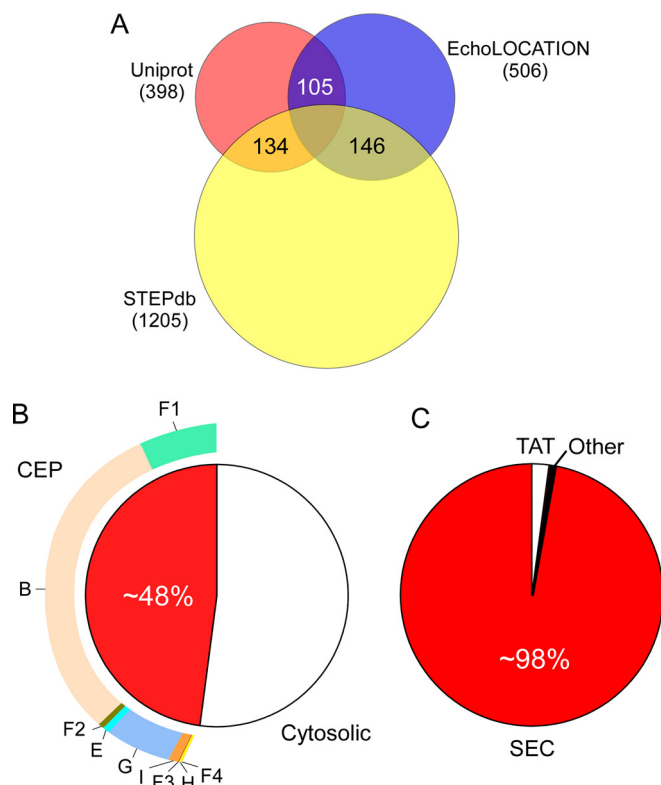 A
Uniprot
(398)
EchoLOCATION
(506)
105
134
146
STEPdb
(1205)
B
F1
CEP
B
~48%
F2
E
G
I
F3
H
F4
Cytosolic
C
TAT
Other
~98%
SEC